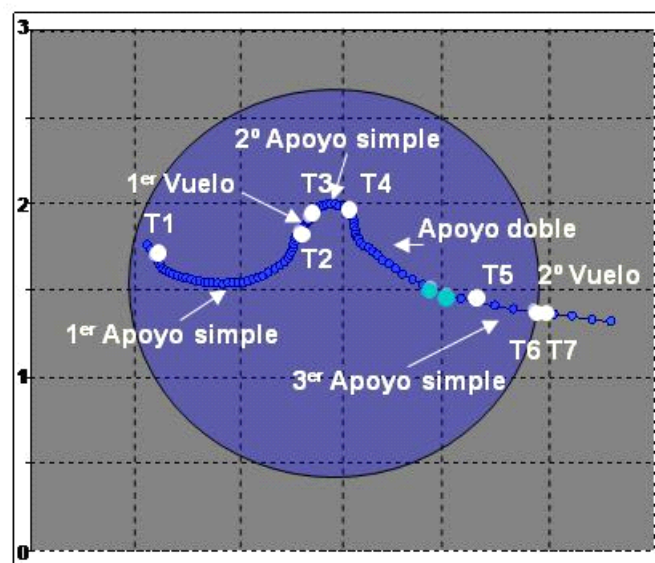 3
2º Apoyo simple
1er Vuelo
T3
T4
2
T1
Apoyo doble
T2
T5
2º Vuelo
1er Apoyo simple
T6
T7
1
3er Apoyo simple
0